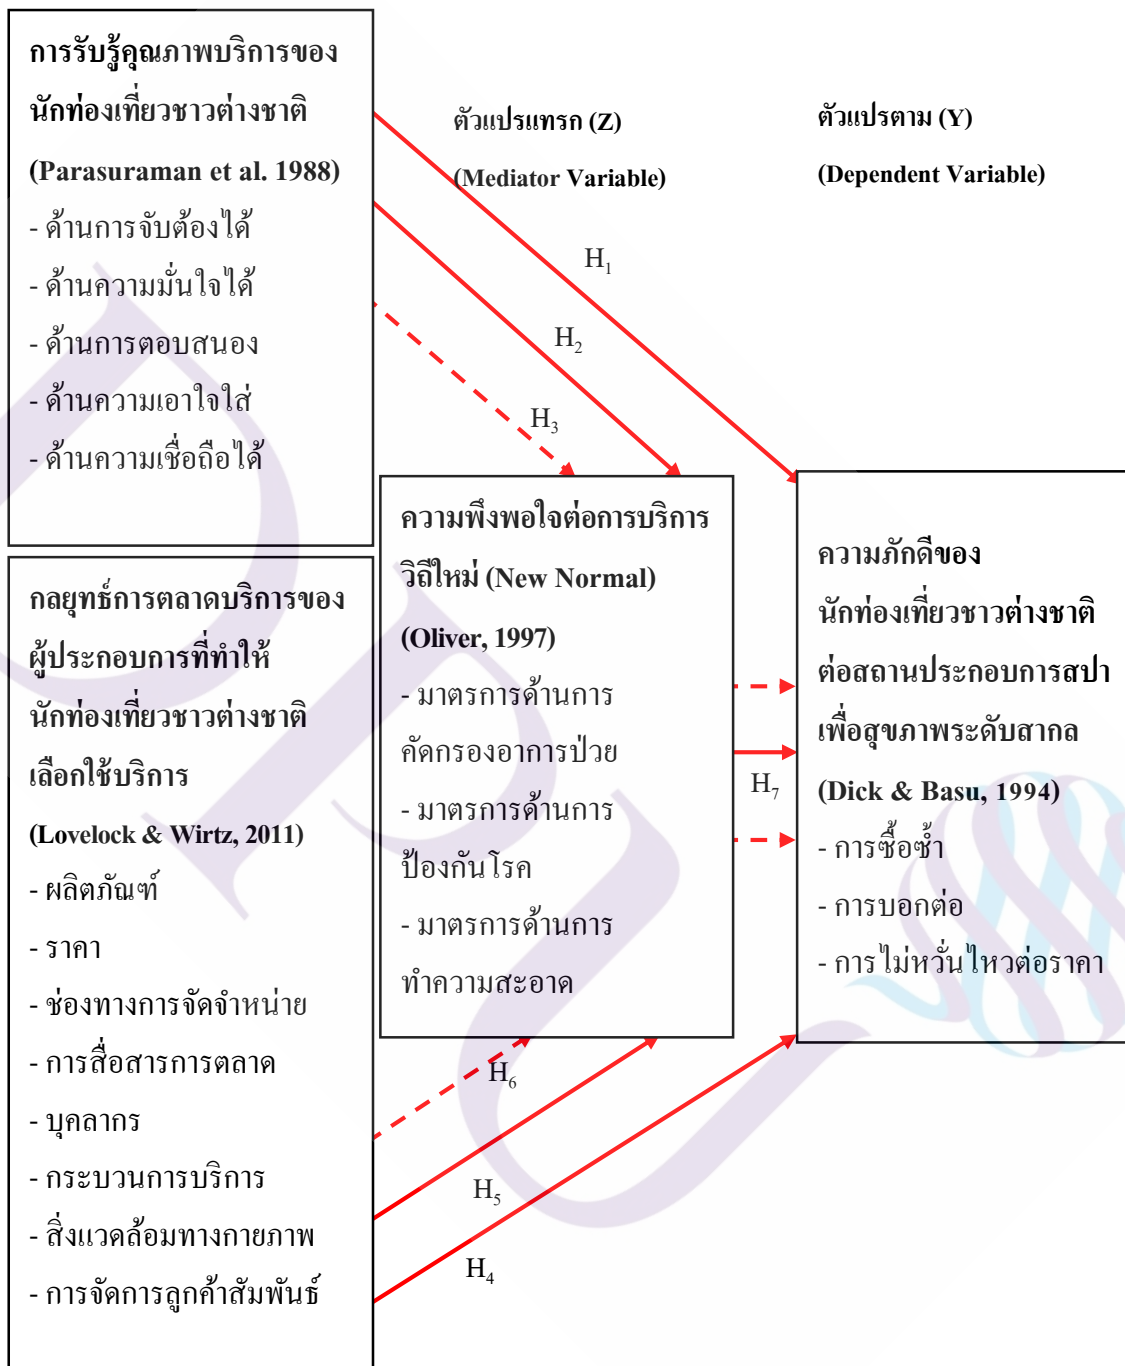 การรับรู้คุณภาพบริการของ
นักท่องเที่ยวชาวต่างชาติ
(Parasuraman et al. 1988)
- ด้านการจับต้องได้
- ด้านความมั่นใจได้
- ด้านการตอบสนอง
- ด้านความเอาใจใส่
- ด้านความเชื่อถือได้
กลยุทธ์การตลาดบริการของ
ผู้ประกอบการที่ทำให้
นักท่องเที่ยวชาวต่างชาติ
เลือกใช้บริการ
(Lovelock & Wirtz, 2011)
- ผลิตภัณฑ์
- ราคา
- ช่องทางการจัดจำหน่าย
- การสื่อสารการตลาด
- บุคลากร
- กระบวนการบริการ
- สิ่งแวดล้อมทางกายภาพ
- การจัดการลูกค้าสัมพันธ์
ตัวแปรแทรก (Z)
(Mediator Variable)
H1
H2
H3
ความพึงพอใจต่อการบริการ
วิถีใหม่ (New Normal)
(Oliver, 1997)
- มาตรการด้านการ
คัดกรองอาการป่วย
- มาตรการด้านการ
ป้องกันโรค
- มาตรการด้านการ
ทำความสะอาด
H6
H5
H4
H7
ตัวแปรตาม (Y)
(Dependent Variable)
ความภักดีของ
นักท่องเที่ยวชาวต่างชาติ
ต่อสถานประกอบการสปา
เพื่อสุขภาพระดับสากล
(Dick & Basu, 1994)
- การซื้อซ้ำ
- การบอกต่อ
- การไม่หวั่นไหวต่อราคา
DPU